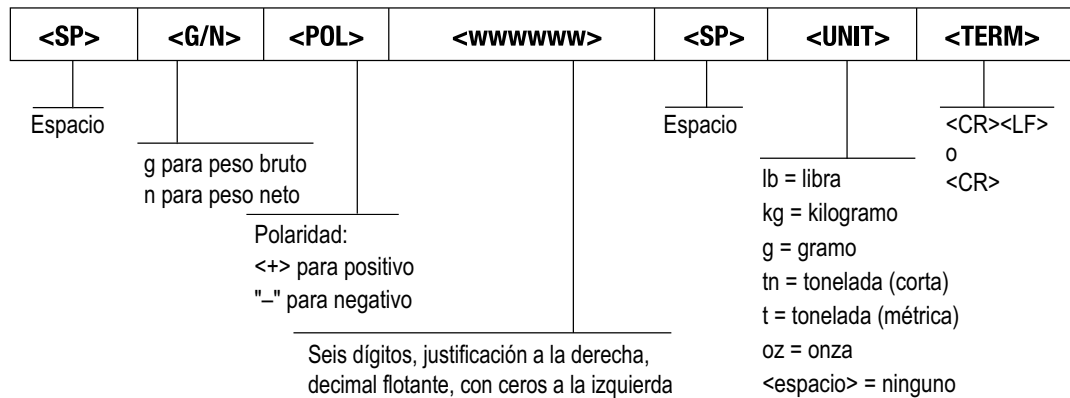 <SP> <G/N> <POL> <wwwwww> <SP> <UNIT> <TERM>
Espacio
g para peso bruto
n para peso neto
Polaridad:
<+> para positivo
"–" para negativo
Seis dígitos, justificación a la derecha,
decimal flotante, con ceros a la izquierda
Espacio
lb = libra
kg = kilogramo
g = gramo
tn = tonelada (corta)
t = tonelada (métrica)
oz = onza
<espacio> = ninguno
<CR><LF>
o
<CR>